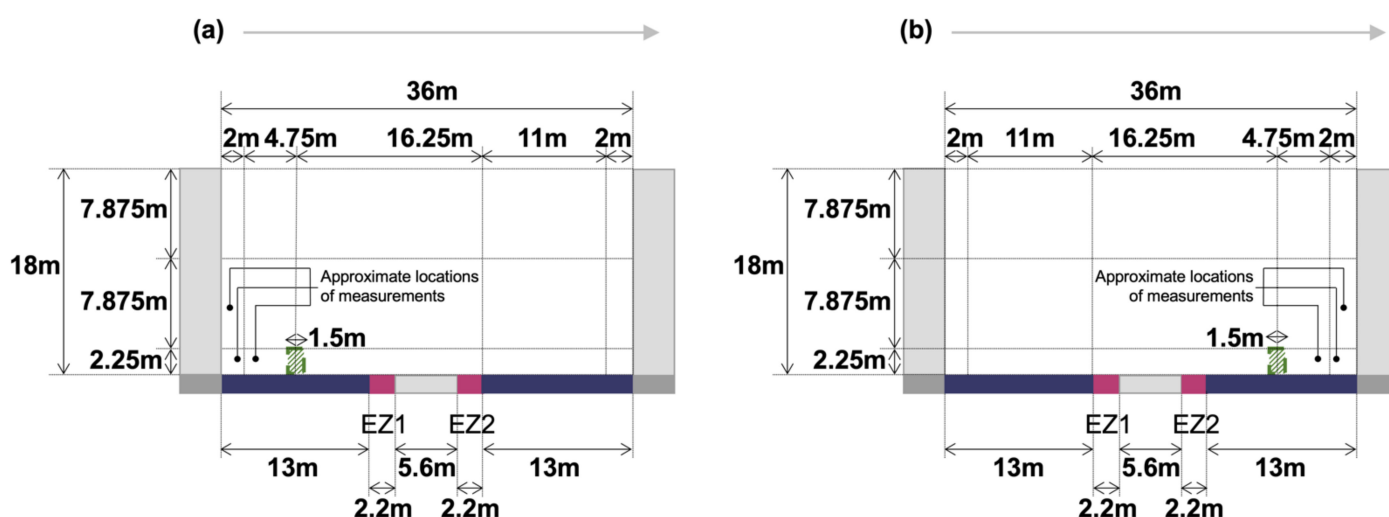 (a)
36m
2m 4.75m 16.25m 11m 2m
7.875m
18m
7.875m
Approximate locations
of measurements
1.5m
2.25m
EZ1 EZ2
13m 5.6m 13m
2.2m 2.2m
(b)
36m
2m 11m 16.25m 4.75m 2m
7.875m
18m
7.875m
Approximate locations
of measurements
1.5m
2.25m
EZ1 EZ2
13m 5.6m 13m
2.2m 2.2m